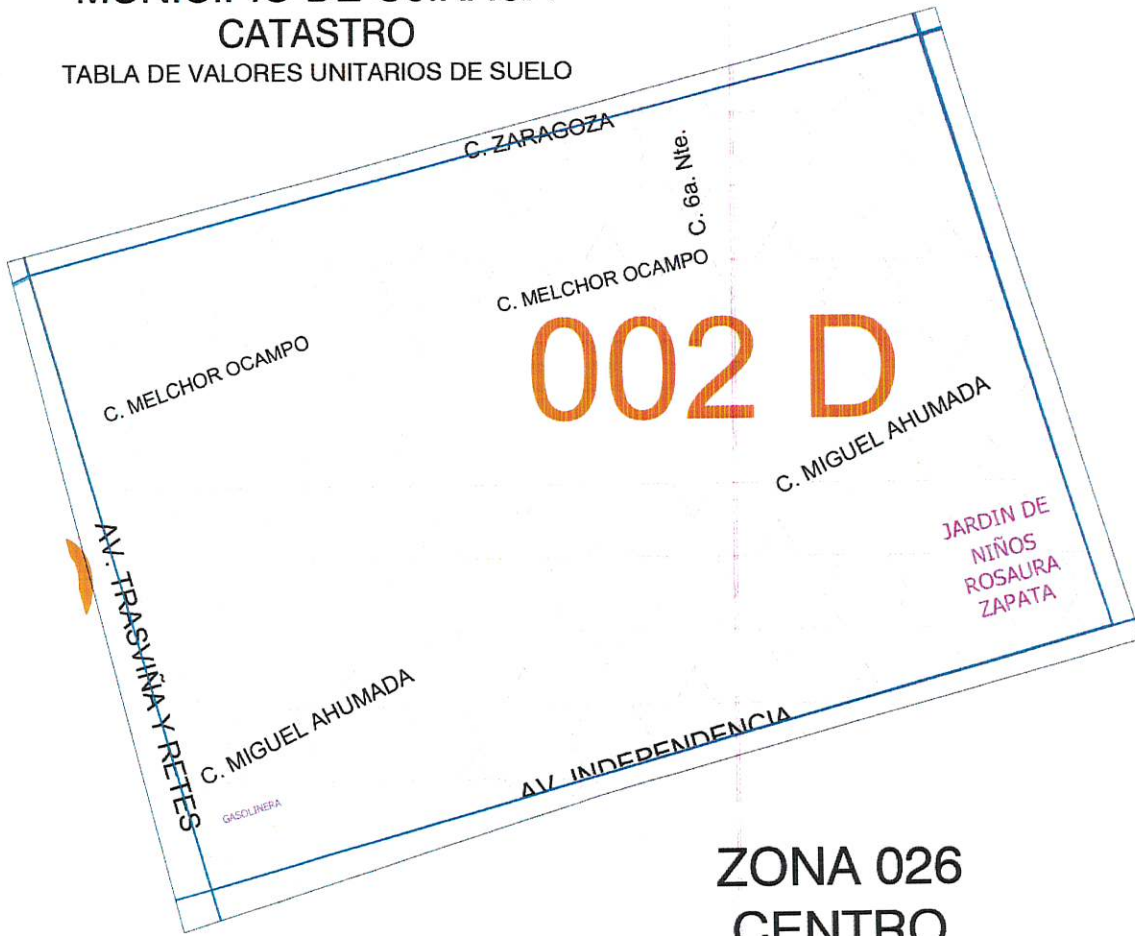 CATASTRO
TABLA DE VALORES UNITARIOS DE SUELO
C. ZARAGOZA
C. 6a. Nte.
C. MELCHOR OCAMPO
C. MELCHOR OCAMPO
002 D
C. MIGUEL AHUMADA
JARDIN DE
NIÑOS
ROSAURA
ZAPATA
AV. TRASVIÑA Y RETES
C. MIGUEL AHUMADA
GASOLINERA
AV. INDEPENDENCIA
ZONA 026
CENTRO